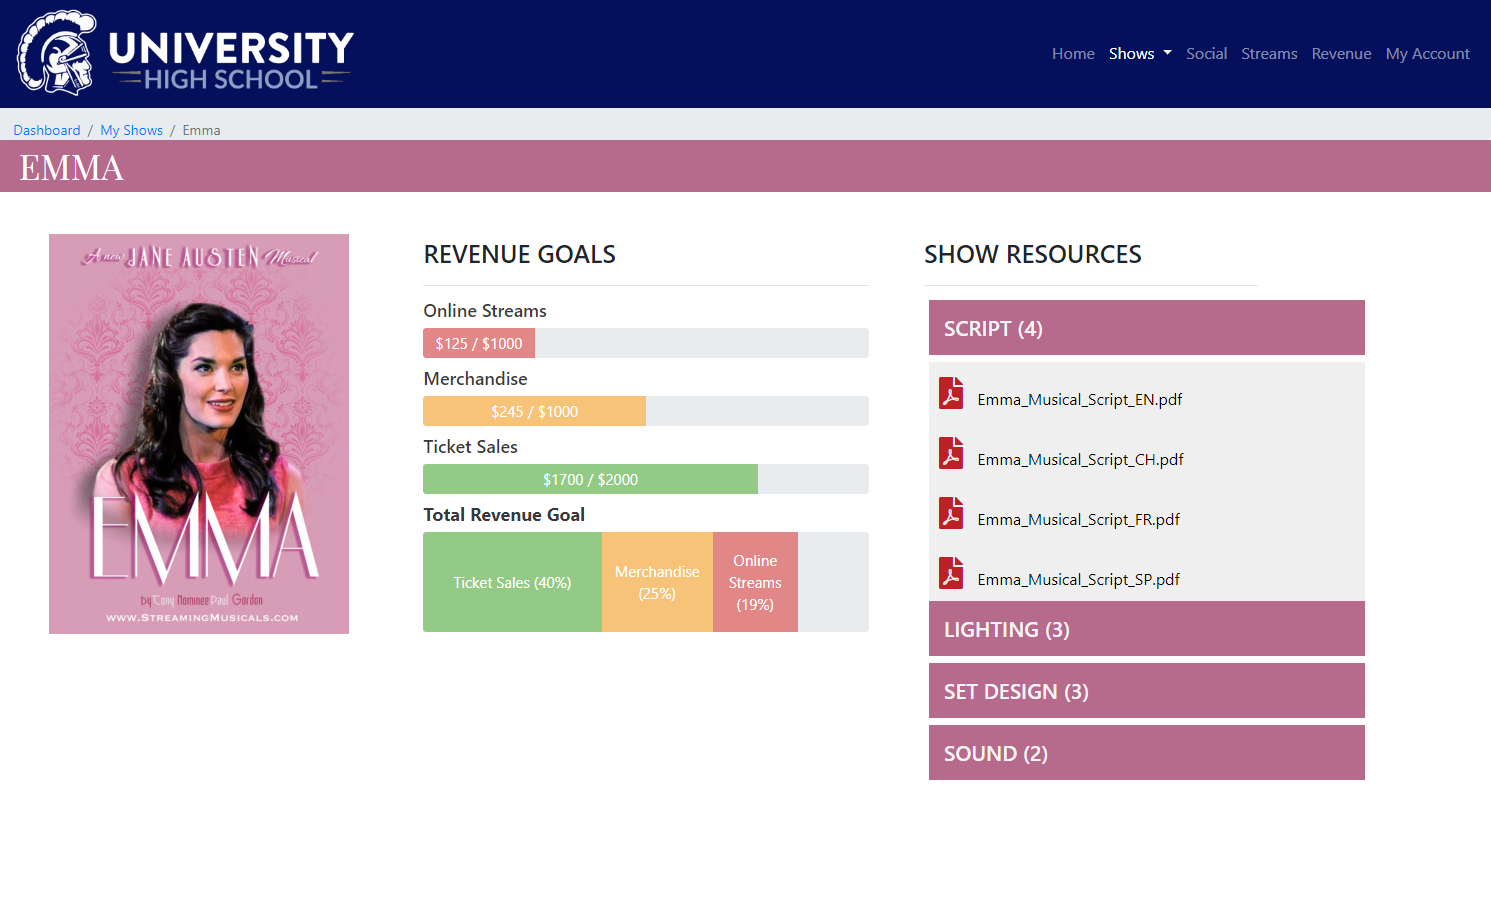 UNIVERSITY
HIGH SCHOOL
Home Shows Social Streams Revenue My Account
Dashboard / My Shows / Emma
EMMA
A new JANE AUSTEN Musical
EMMA
by Tony Nominee Paul Gordon
www.StreamingMusicals.com
REVENUE GOALS
Online Streams
$125 / $1000
Merchandise
$245 / $1000
Ticket Sales
$1700 / $2000
Total Revenue Goal
Ticket Sales (40%)
Merchandise
(25%)
Online
Streams
(19%)
SHOW RESOURCES
SCRIPT (4)
Emma_Musical_Script_EN.pdf
Emma_Musical_Script_CH.pdf
Emma_Musical_Script_FR.pdf
Emma_Musical_Script_SP.pdf
LIGHTING (3)
SET DESIGN (3)
SOUND (2)